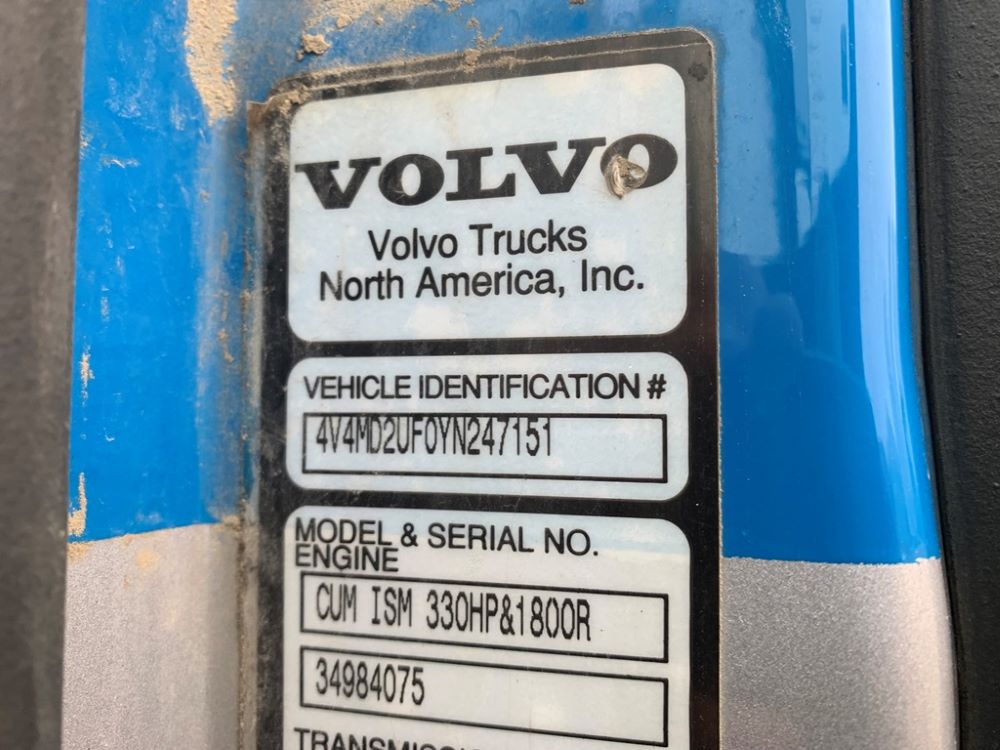 VOLVO
Volvo Trucks
North America, Inc.
VEHICLE IDENTIFICATION #
4V4MD2UF0YN247151
MODEL & SERIAL NO.
ENGINE
CUM ISM 330HP&1800R
34984075